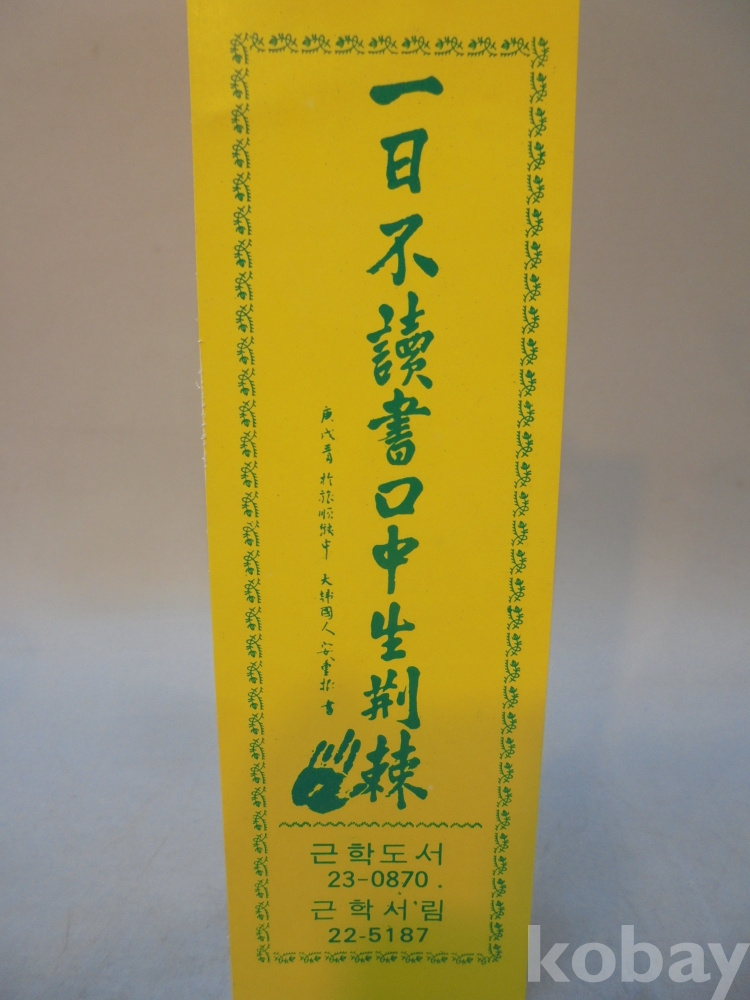 一日不讀書口中生荊棘
庚戌三月 於旅順獄中 大韓國人 安重根 書
근학도서
23-0870
근학서림
22-5187
kobay